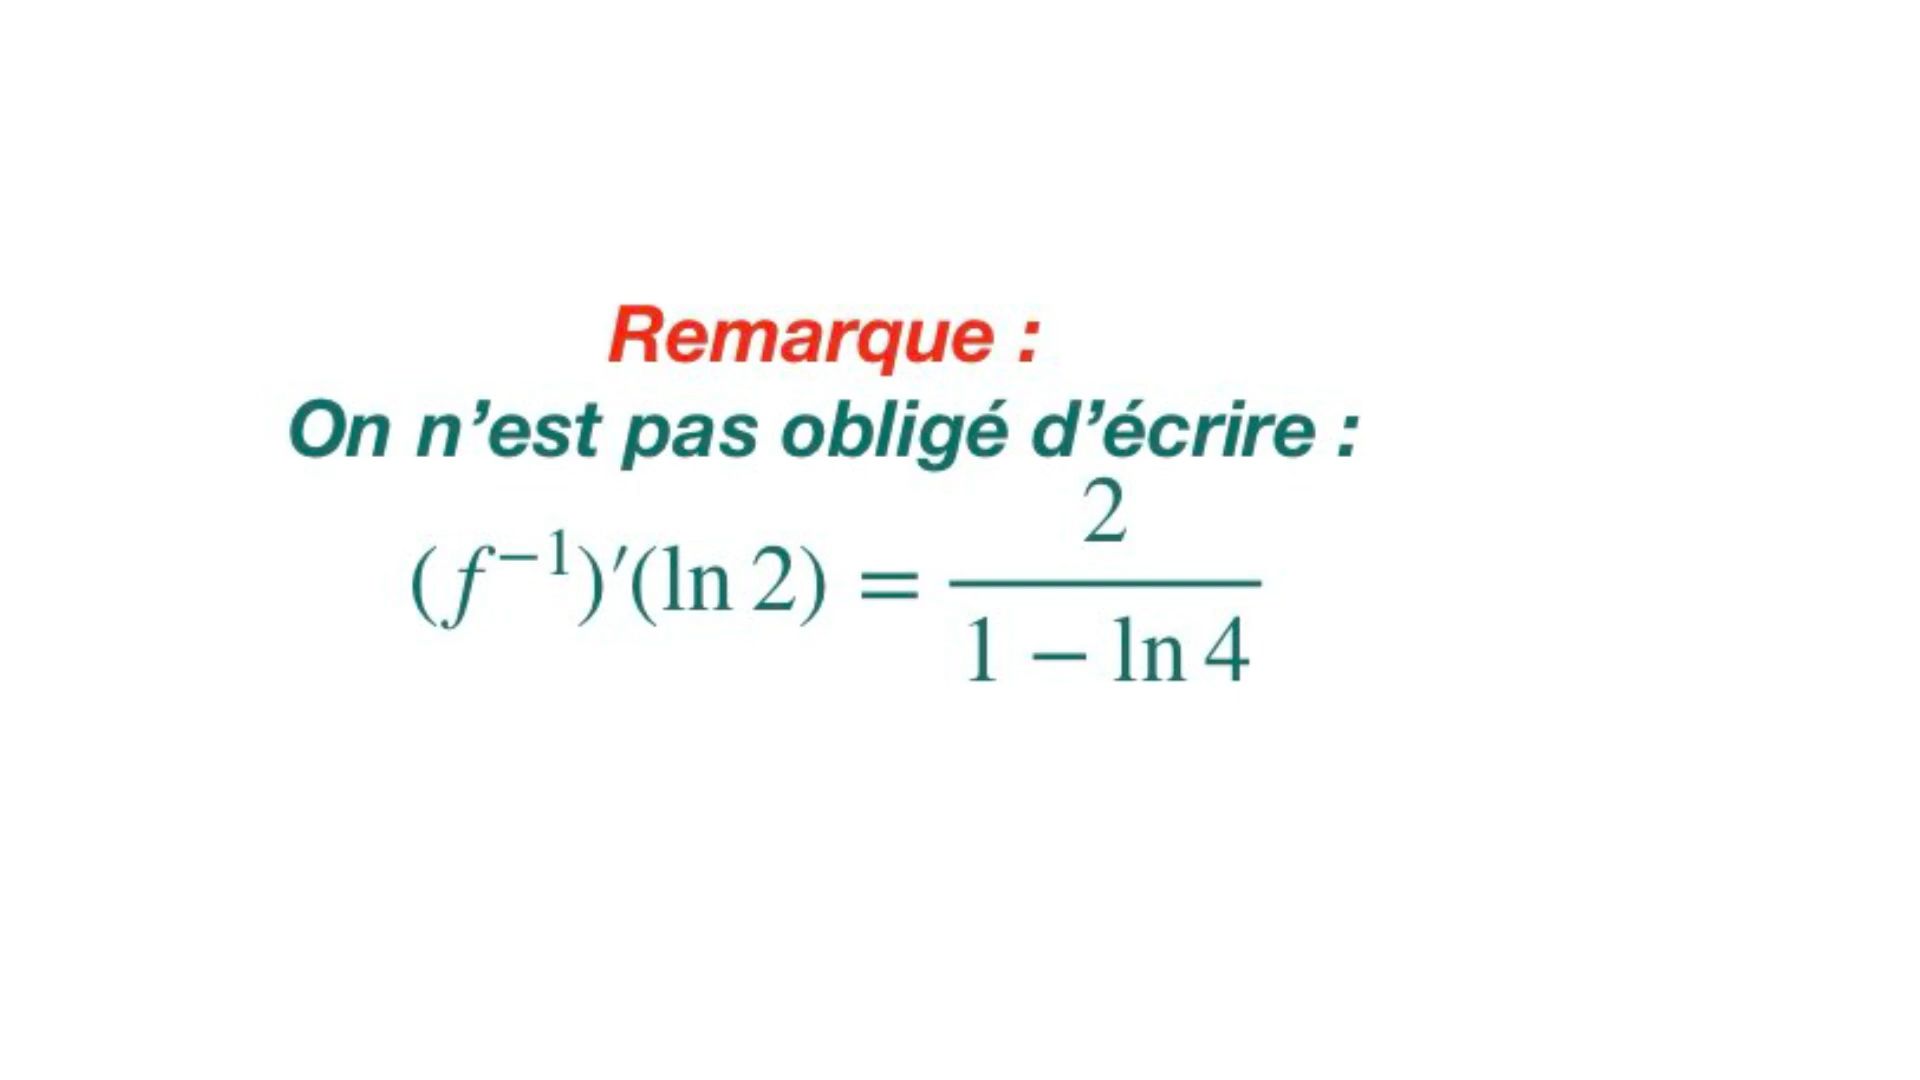 Remarque :
On n’est pas obligé d’écrire :
(f⁻¹)′(ln 2) = 2 / (1 − ln 4)